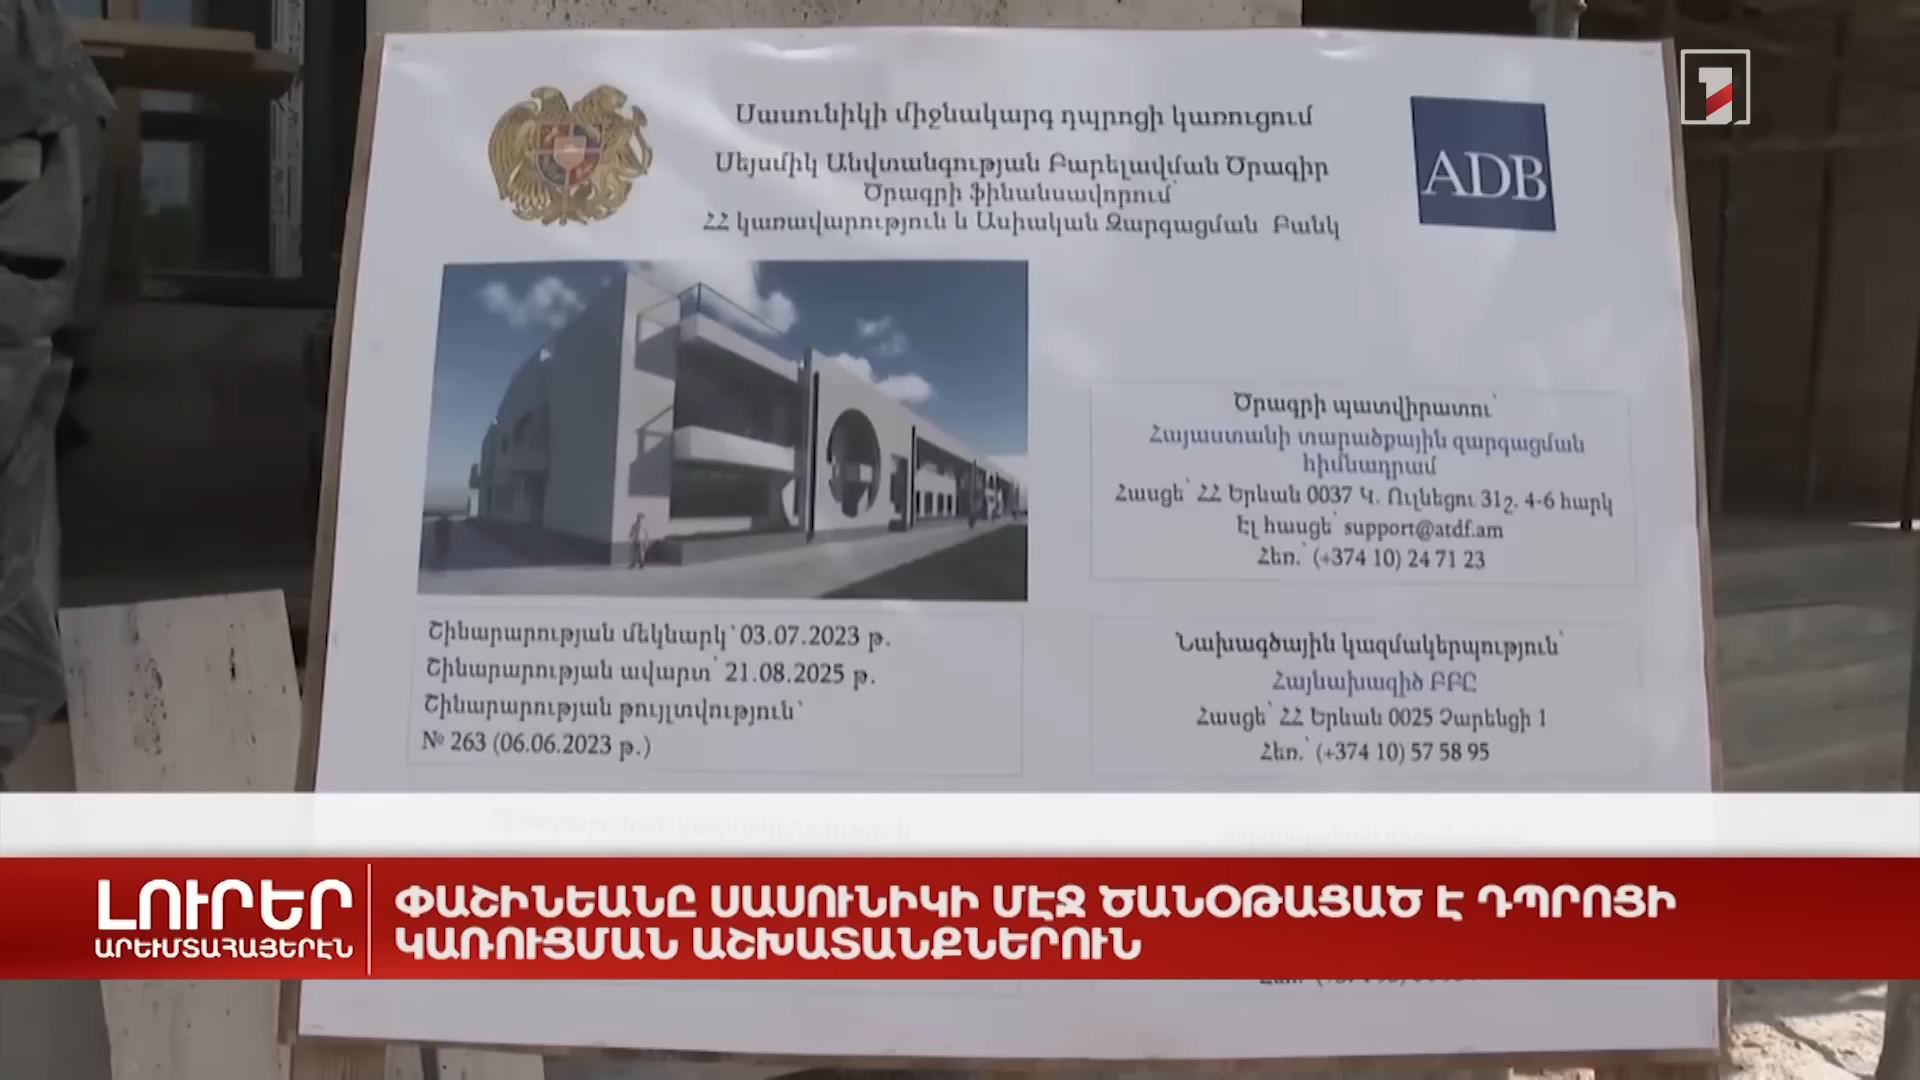 Սասունիկի միջնակարգ դպրոցի կառուցում
Սեյսմիկ Անվտանգության Բարելավման Ծրագիր
Ծրագրի ֆինանսավորում՝
ՀՀ կառավարություն և Ասիական Զարգացման Բանկ
ADB
1
Ծրագրի պատվիրատու՝
Հայաստանի տարածքային զարգացման
հիմնադրամ
Հասցե՝ ՀՀ Երևան 0037 Կ. Ուլնեցու 31շ. 4-6 հարկ
Էլ հասցե՝ support@atdf.am
Հեռ.՝ (+374 10) 24 71 23
Շինարարության մեկնարկ՝ 03.07.2023 թ.
Շինարարության ավարտ՝ 21.08.2025 թ.
Շինարարության թույլտվություն՝
№ 263 (06.06.2023 թ.)
Նախագծային կազմակերպություն՝
Հայնախագիծ ԲԲԸ
Հասցե՝ ՀՀ Երևան 0025 Չարենցի 1
Հեռ.՝ (+374 10) 57 58 95
ԼՈՒՐԵՐ
ԱՐԵՒՄՏԱՀԱՅԵՐԷՆ
ՓԱՇԻՆԵԱՆԸ ՍԱՍՈՒՆԻԿԻ ՄԷՋ ԾԱՆՕԹԱՑԱԾ Է ԴՊՐՈՑԻ
ԿԱՌՈՒՑՄԱՆ ԱՇԽԱՏԱՆՔՆԵՐՈՒՆ